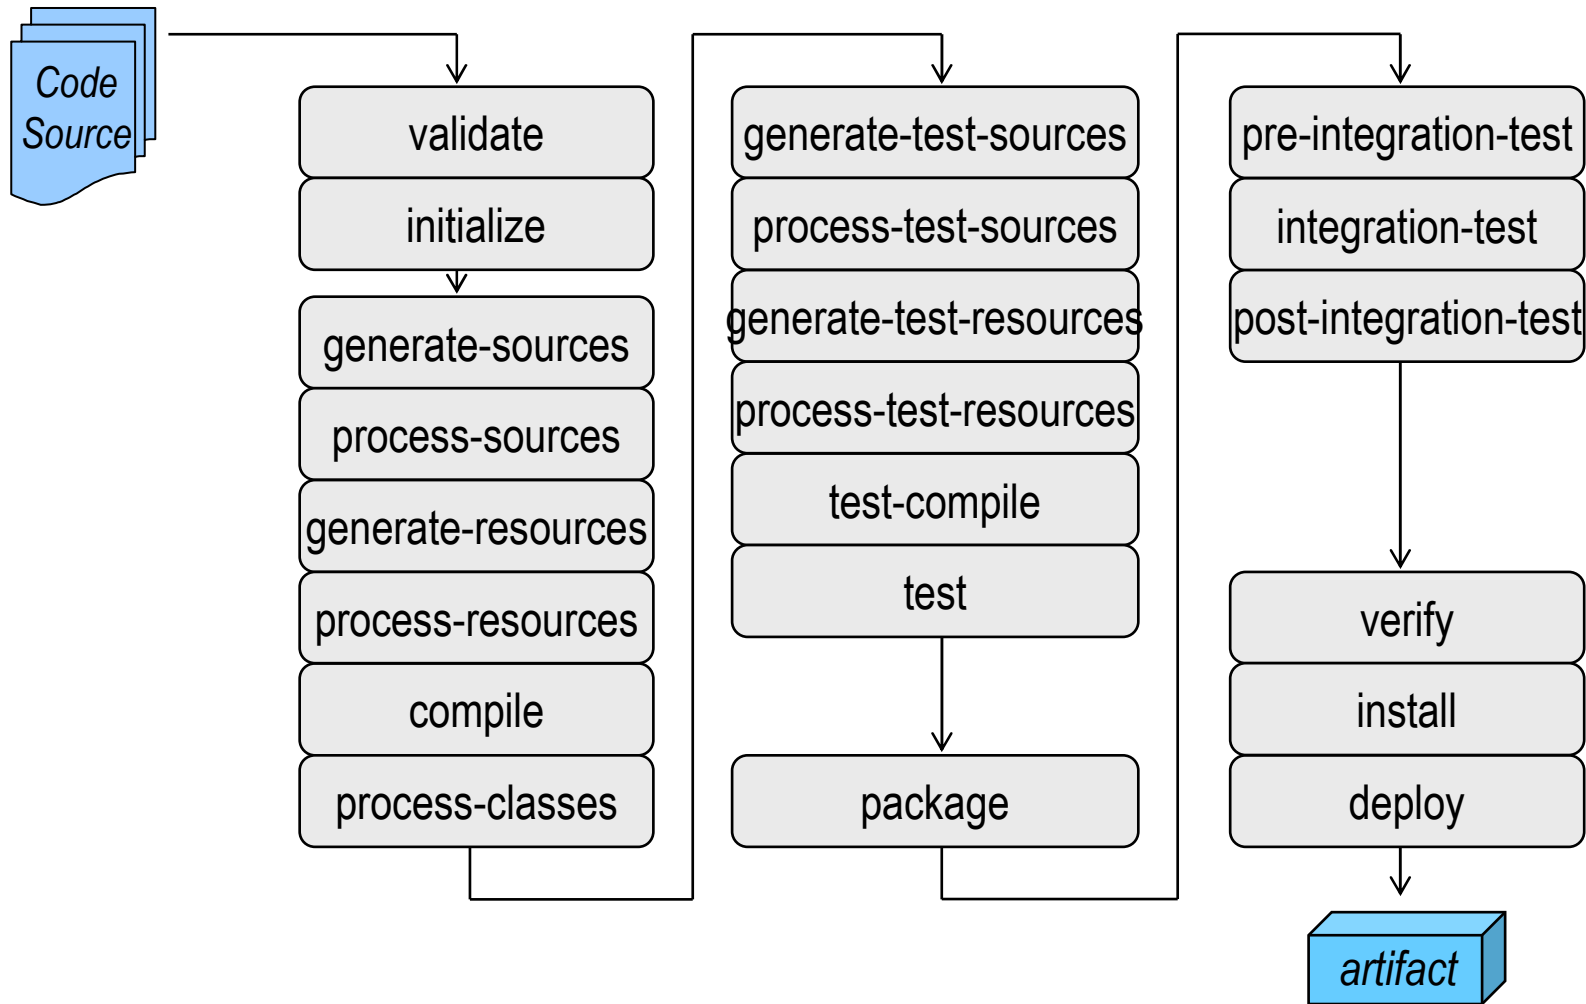 Code
Source
validate
initialize
generate-sources
process-sources
generate-resources
process-resources
compile
process-classes
generate-test-sources
process-test-sources
generate-test-resources
process-test-resources
test-compile
test
package
pre-integration-test
integration-test
post-integration-test
verify
install
deploy
artifact